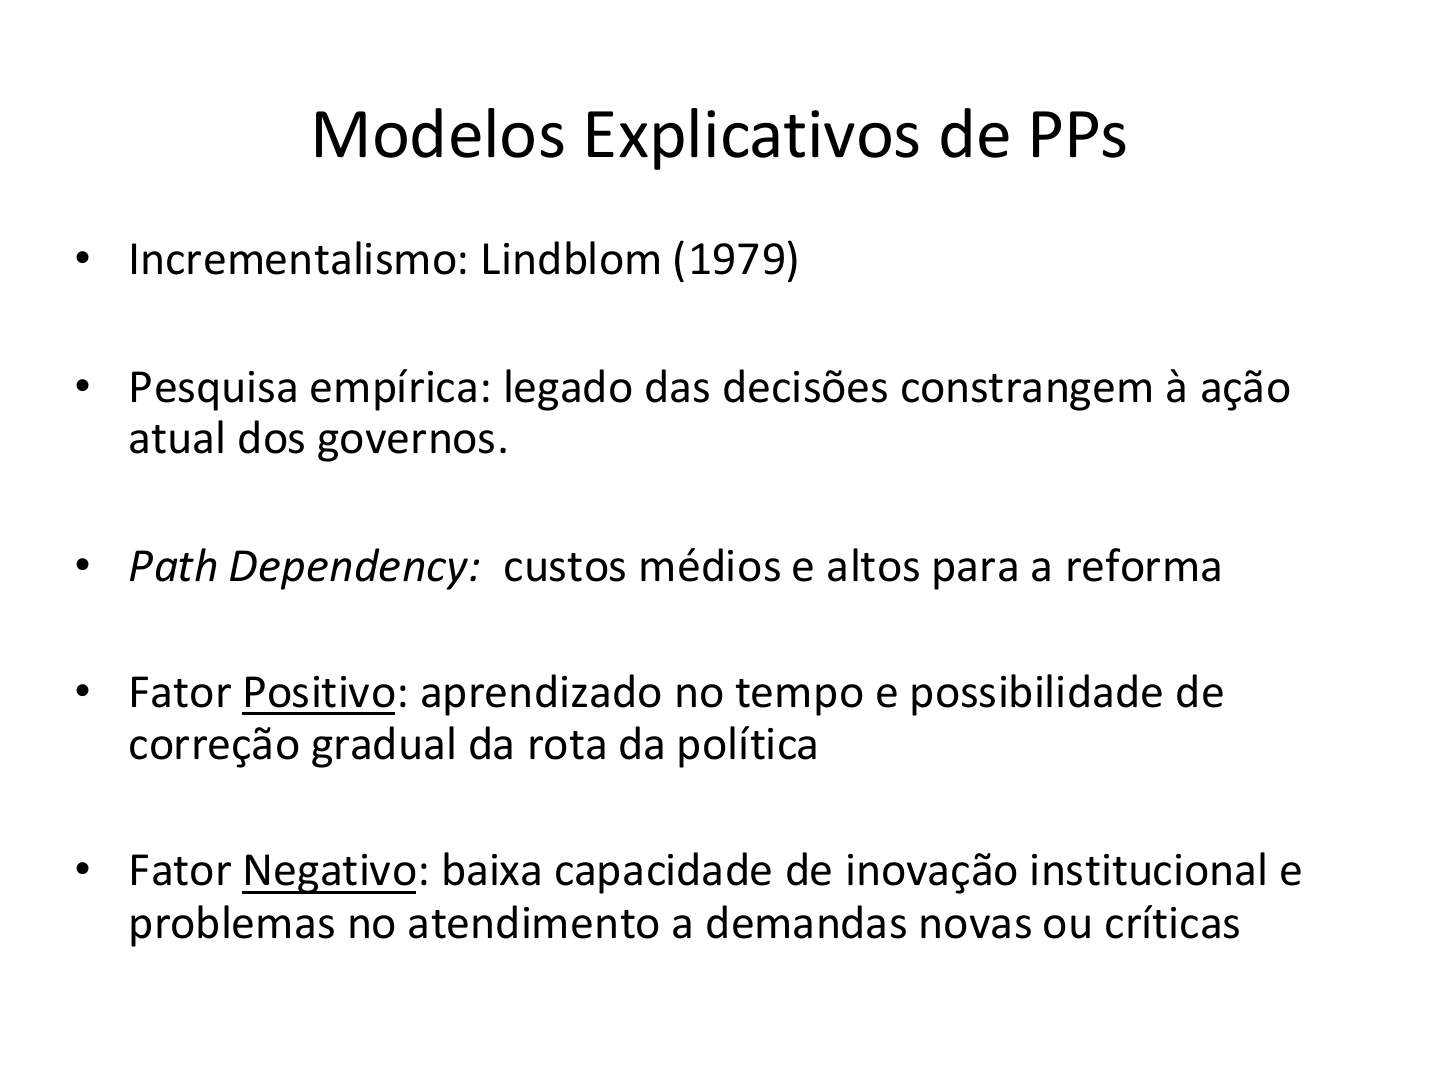 Modelos Explicativos de PPs
• Incrementalismo: Lindblom (1979)
• Pesquisa empírica: legado das decisões constrangem à ação
atual dos governos.
• Path Dependency: custos médios e altos para a reforma
• Fator Positivo: aprendizado no tempo e possibilidade de
correção gradual da rota da política
• Fator Negativo: baixa capacidade de inovação institucional e
problemas no atendimento a demandas novas ou críticas